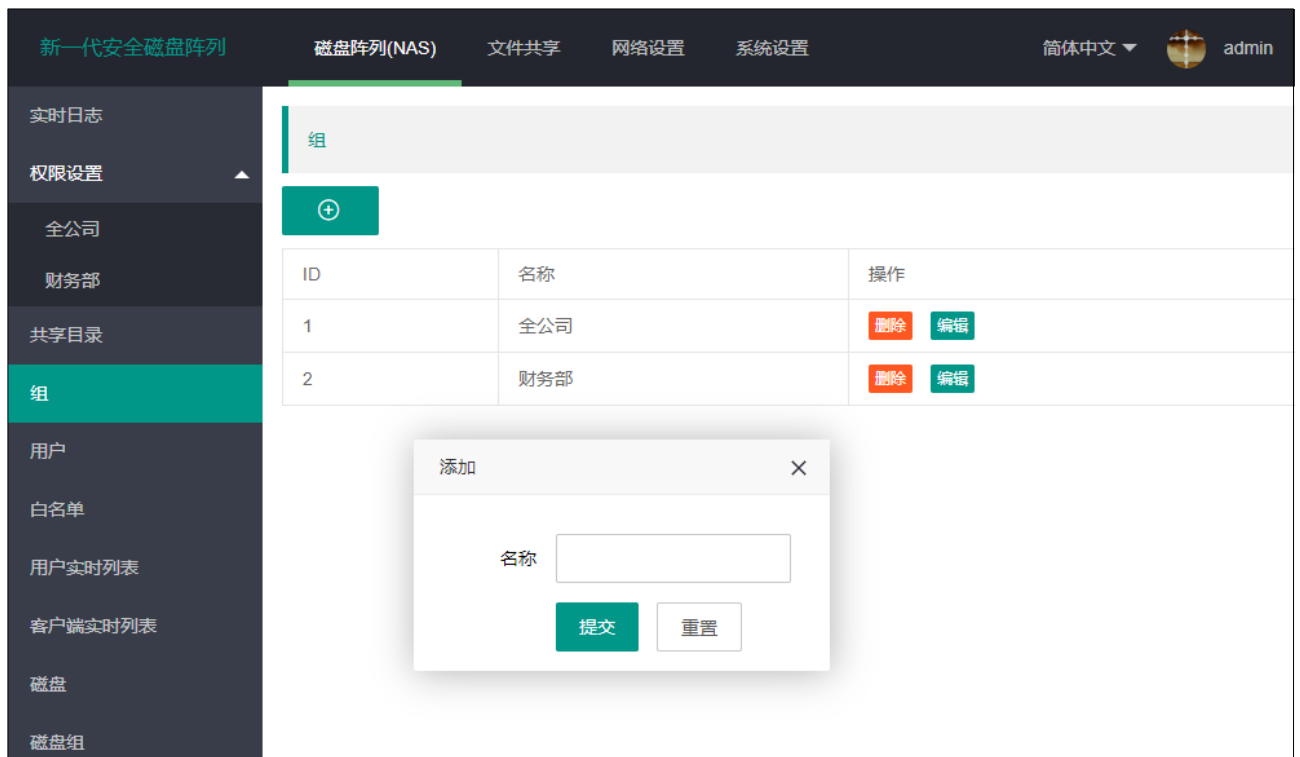 新一代安全磁盘阵列 磁盘阵列(NAS) 文件共享 网络设置 系统设置 简体中文 admin
实时日志
权限设置
全公司
财务部
共享目录
组
用户
白名单
用户实时列表
客户端实时列表
磁盘
磁盘组
组
ID 名称 操作
1 全公司 删除 编辑
2 财务部 删除 编辑
添加
名称
提交 重置